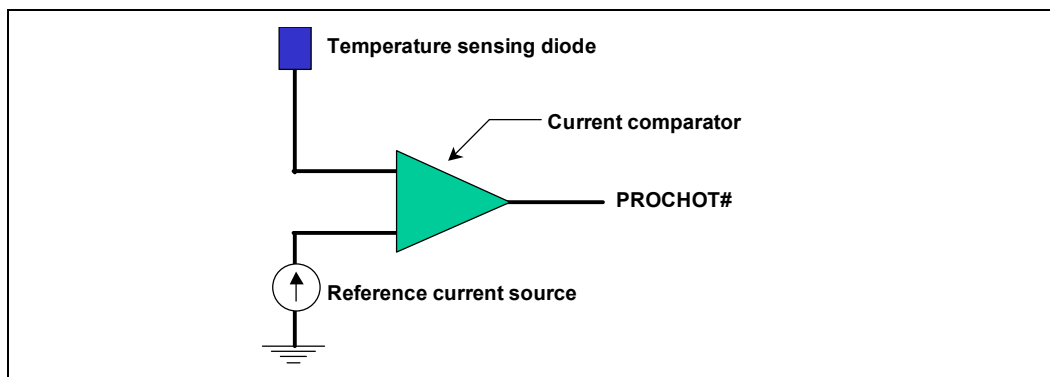 Temperature sensing diode
Current comparator
PROCHOT#
Reference current source